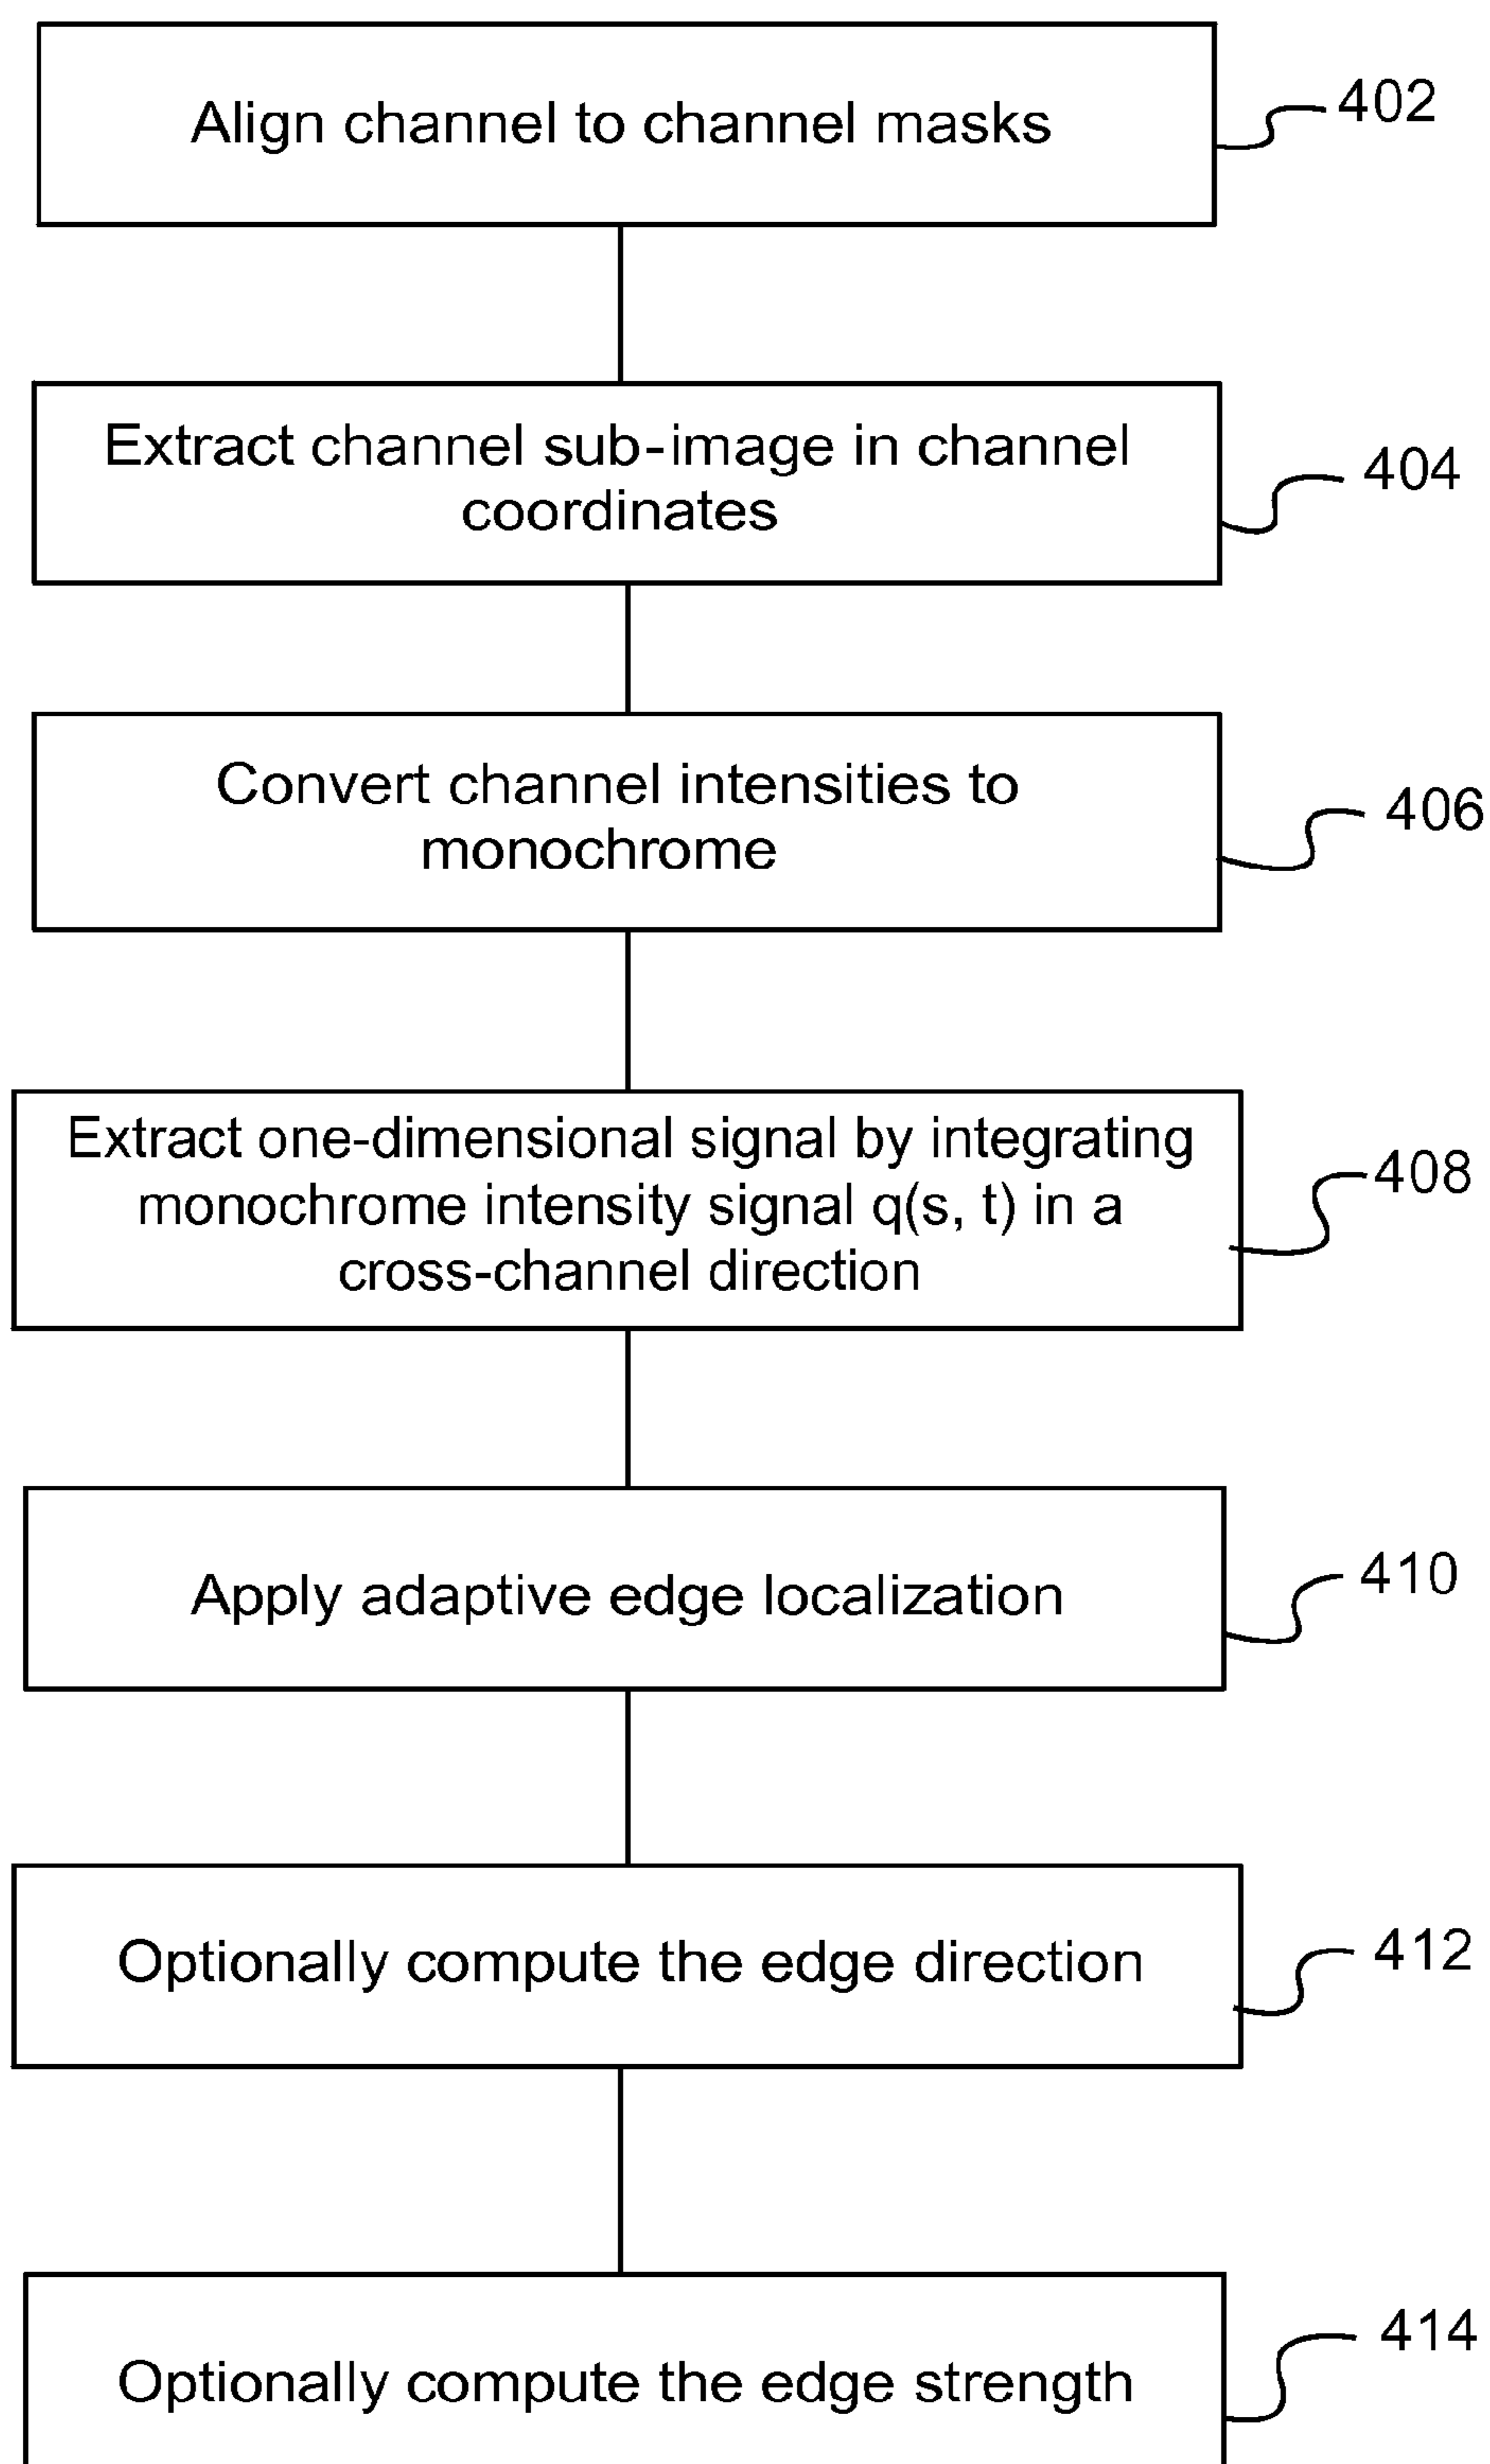 Align channel to channel masks
402
Extract channel sub-image in channel
coordinates
404
Convert channel intensities to
monochrome
406
Extract one-dimensional signal by integrating
monochrome intensity signal q(s, t) in a
cross-channel direction
408
Apply adaptive edge localization
410
Optionally compute the edge direction
412
Optionally compute the edge strength
414